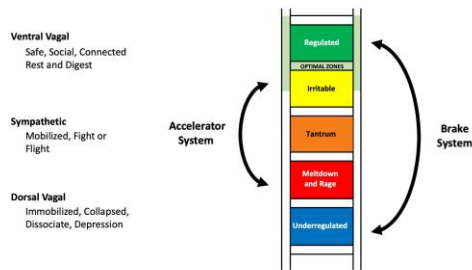 Ventral Vagal
Safe, Social, Connected
Rest and Digest
Sympathetic
Mobilized, Fight or
Flight
Dorsal Vagal
Immobilized, Collapsed,
Dissociate, Depression
Accelerator
System
Regulated
OPTIMAL ZONES
Irritable
Tantrum
Meltdown
and Rage
Underregulated
Brake
System